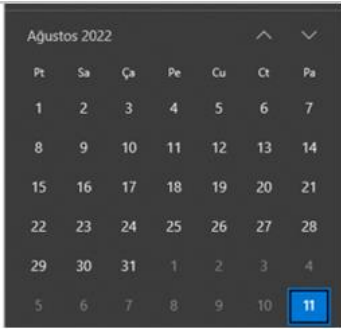 Ağustos 2022
Pt Sa Ça Pe Cu Ct Pa
1 2 3 4 5 6 7
8 9 10 11 12 13 14
15 16 17 18 19 20 21
22 23 24 25 26 27 28
29 30 31 1 2 3 4
5 6 7 8 9 10 11